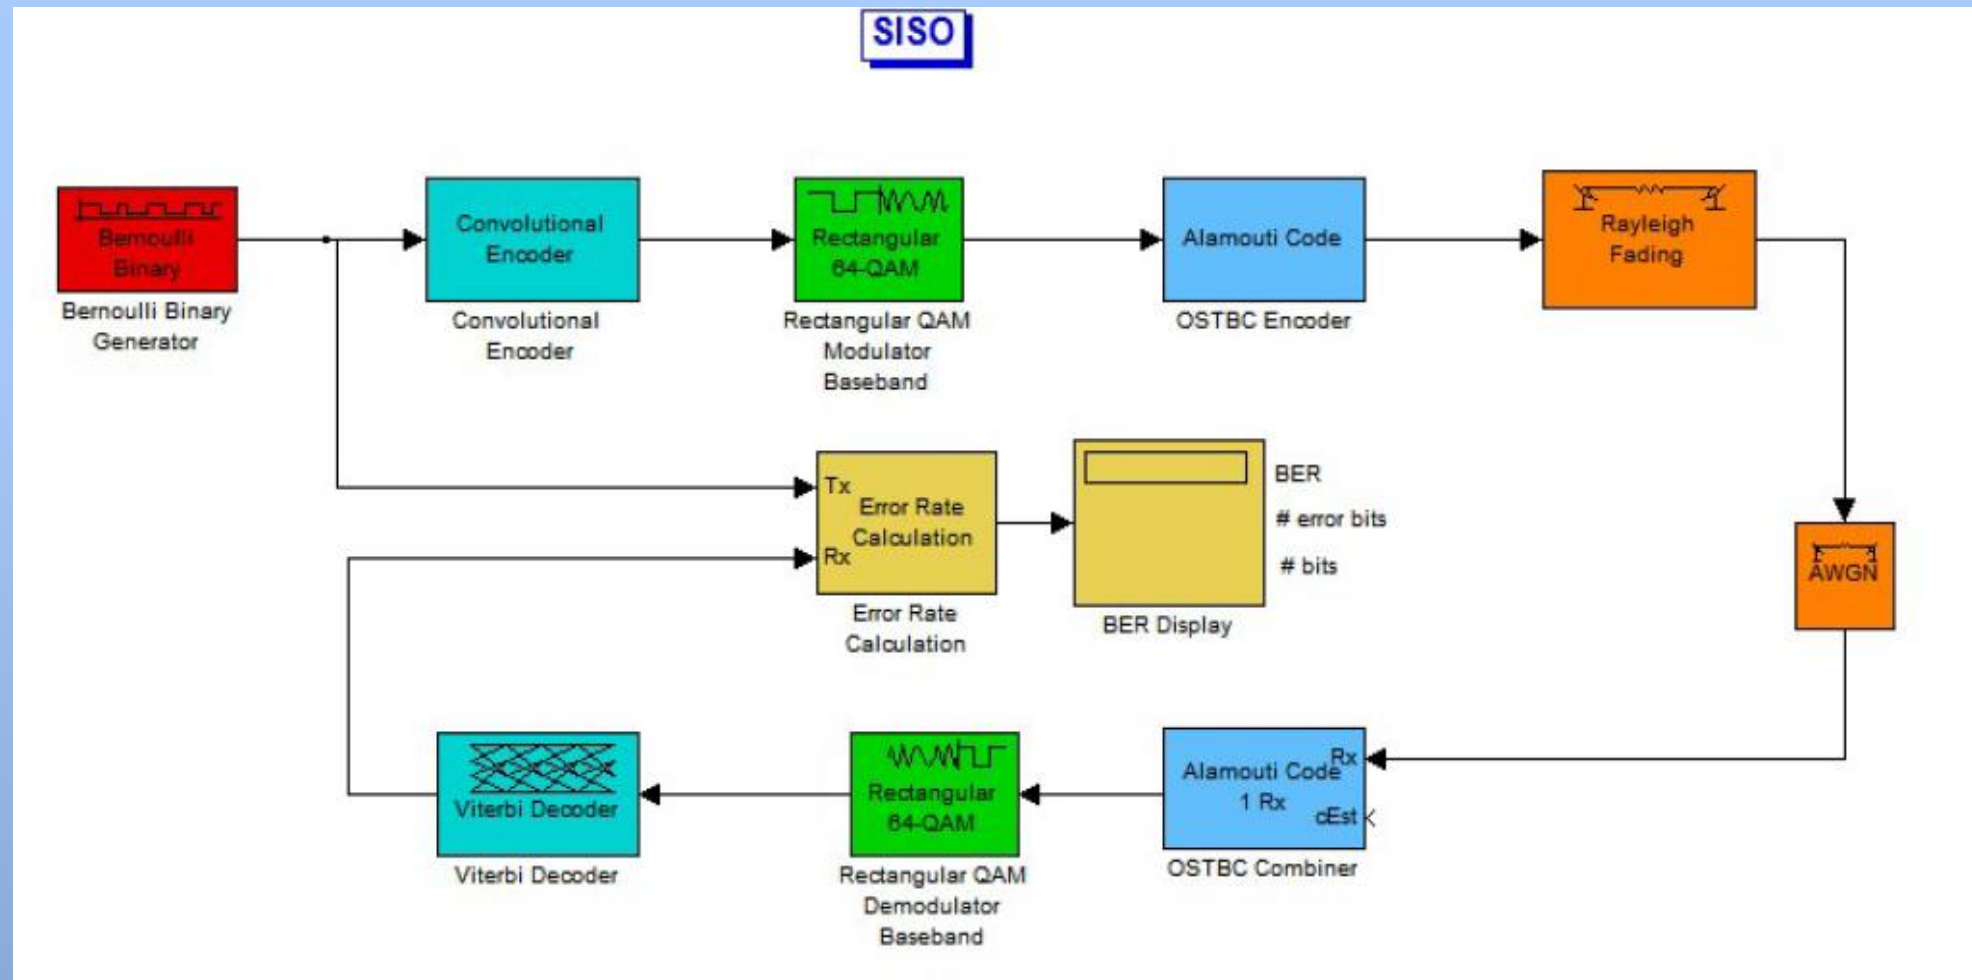 SISO
Bernoulli
Binary
Bernoulli Binary
Generator
Convolutional
Encoder
Convolutional
Encoder
Rectangular
64-QAM
Rectangular QAM
Modulator
Baseband
Alamouti Code
OSTBC Encoder
Rayleigh
Fading
Tx
Error Rate
Calculation
Rx
Error Rate
Calculation
BER
# error bits
# bits
BER Display
AWGN
Viterbi Decoder
Viterbi Decoder
Rectangular
64-QAM
Rectangular QAM
Demodulator
Baseband
Rx
Alamouti Code
1 Rx
cEst
OSTBC Combiner